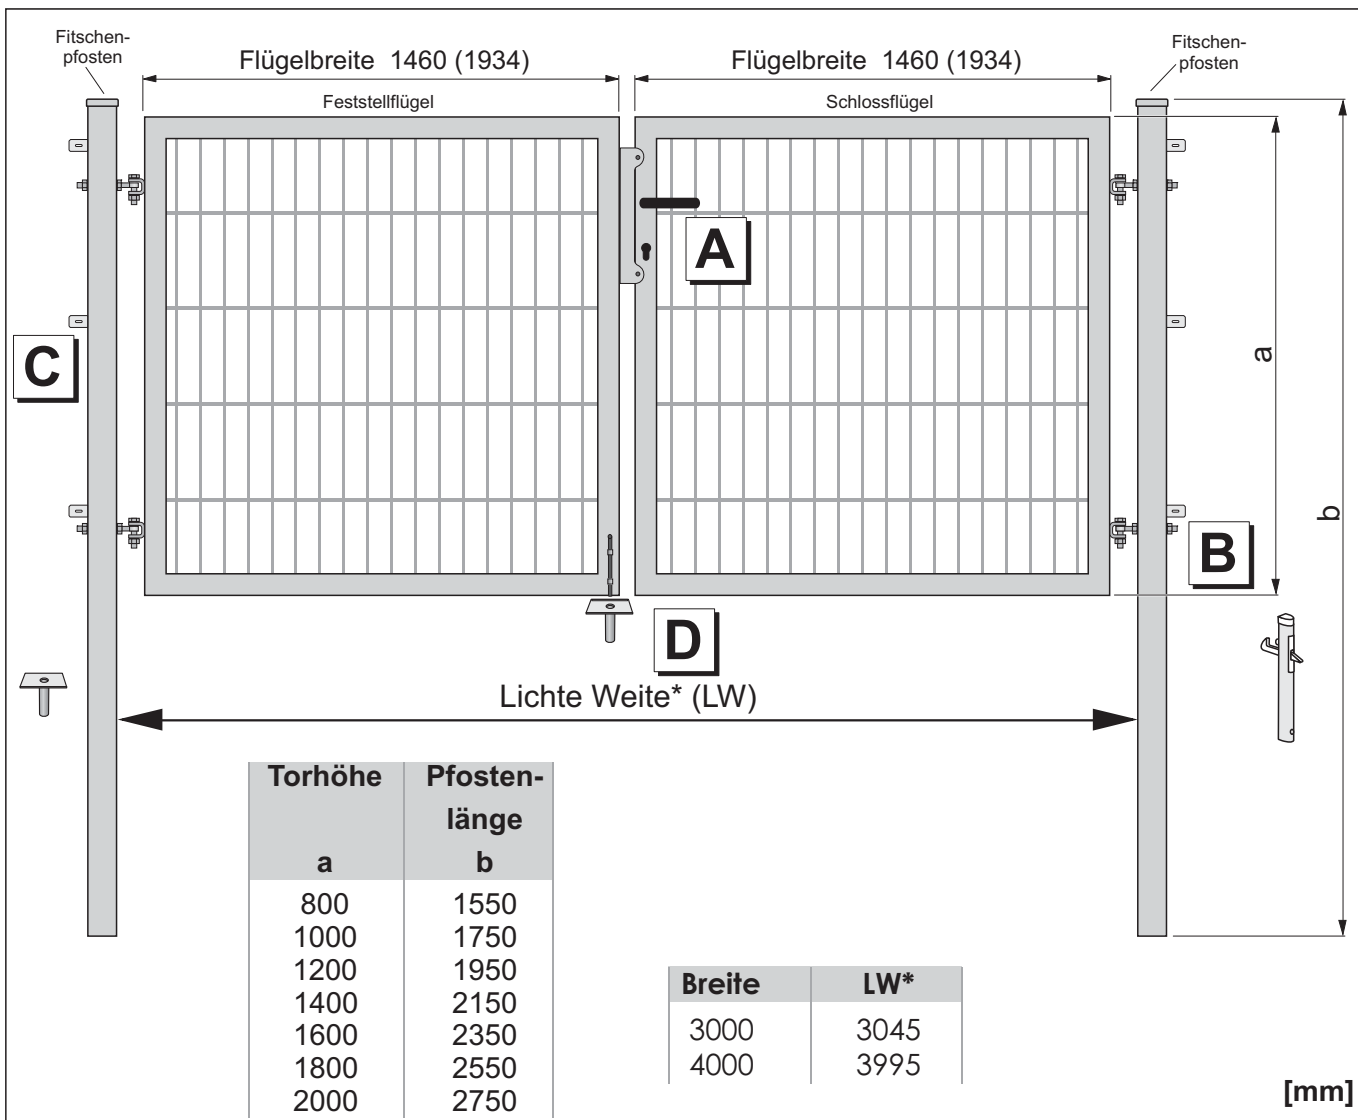 Fitschen-
pfosten
Flügelbreite 1460 (1934)
Flügelbreite 1460 (1934)
Fitschen-
pfosten
Feststellflügel
Schlossflügel
A
C
a
b
B
D
Lichte Weite* (LW)
Torhöhe Pfosten-
länge
a b
800 1550
1000 1750
1200 1950
1400 2150
1600 2350
1800 2550
2000 2750
Breite LW*
3000 3045
4000 3995
[mm]